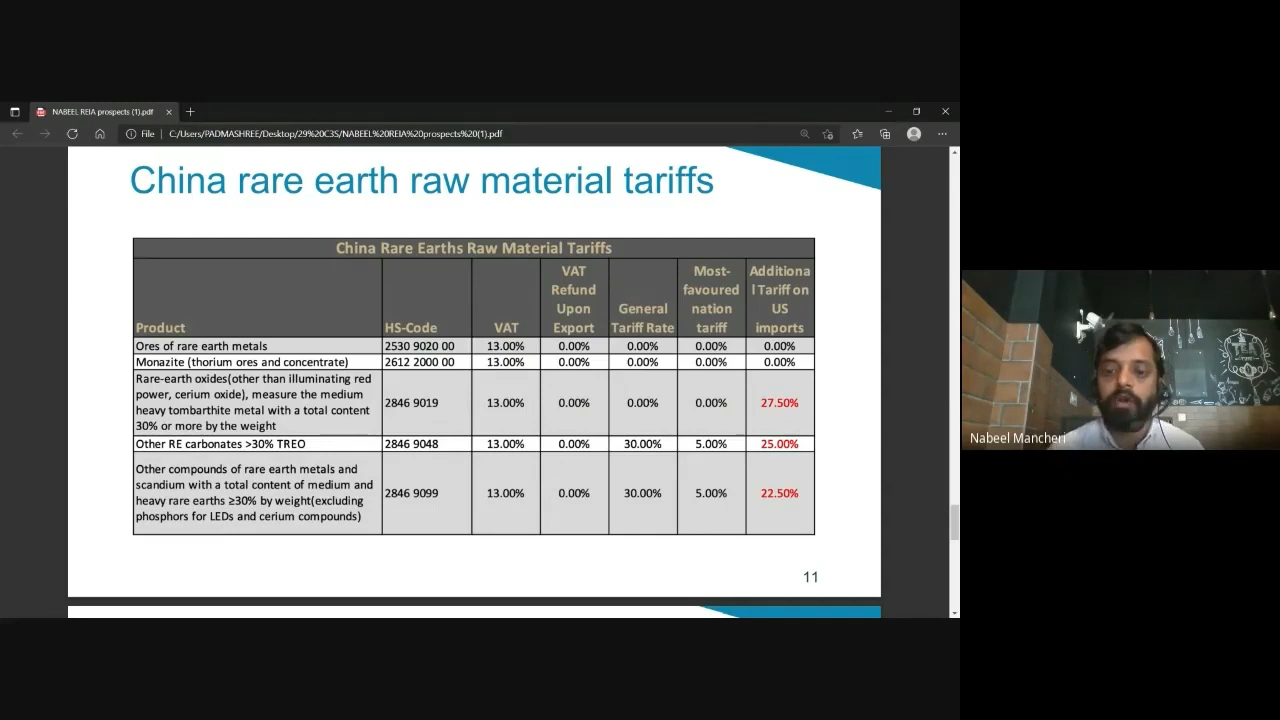 NABEEL REIA prospects (1).pdf
File
C:/Users/PADMASHREE/Desktop/29%20C3S/NABEEL%20REIA%20prospects%20(1).pdf
China rare earth raw material tariffs
China Rare Earths Raw Material Tariffs
Product HS-Code VAT VAT Refund Upon Export General Tariff Rate Most-favoured nation tariff Additiona l Tariff on US imports
Ores of rare earth metals 2530 9020 00 13.00% 0.00% 0.00% 0.00% 0.00%
Monazite (thorium ores and concentrate) 2612 2000 00 13.00% 0.00% 0.00% 0.00% 0.00%
Rare-earth oxides(other than illuminating red
power, cerium oxide), measure the medium
heavy tombarthite metal with a total content
30% or more by the weight
2846 9019 13.00% 0.00% 0.00% 0.00% 27.50%
Other RE carbonates >30% TREO 2846 9048 13.00% 0.00% 30.00% 5.00% 25.00%
Other compounds of rare earth metals and
scandium with a total content of medium and
heavy rare earths ≥30% by weight(excluding
phosphors for LEDs and cerium compounds)
2846 9099 13.00% 0.00% 30.00% 5.00% 22.50%
11
Nabeel Mancheri